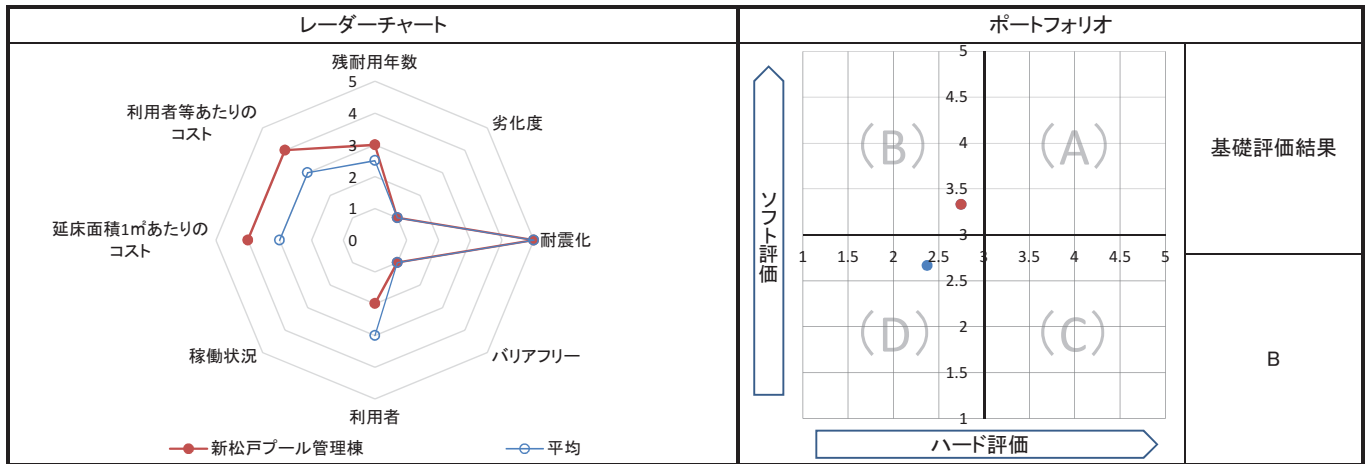 レーダーチャート
残耐用年数
劣化度
耐震化
バリアフリー
利用者
稼働状況
延床面積1㎡あたりの
コスト
利用者等あたりの
コスト
5
4
3
2
1
0
新松戸プール管理棟
平均
ポートフォリオ
ソフト評価
5
4.5
4
3.5
3
2.5
2
1.5
1
1 1.5 2 2.5 3 3.5 4 4.5 5
(B)
(A)
(D)
(C)
ハード評価
基礎評価結果
B